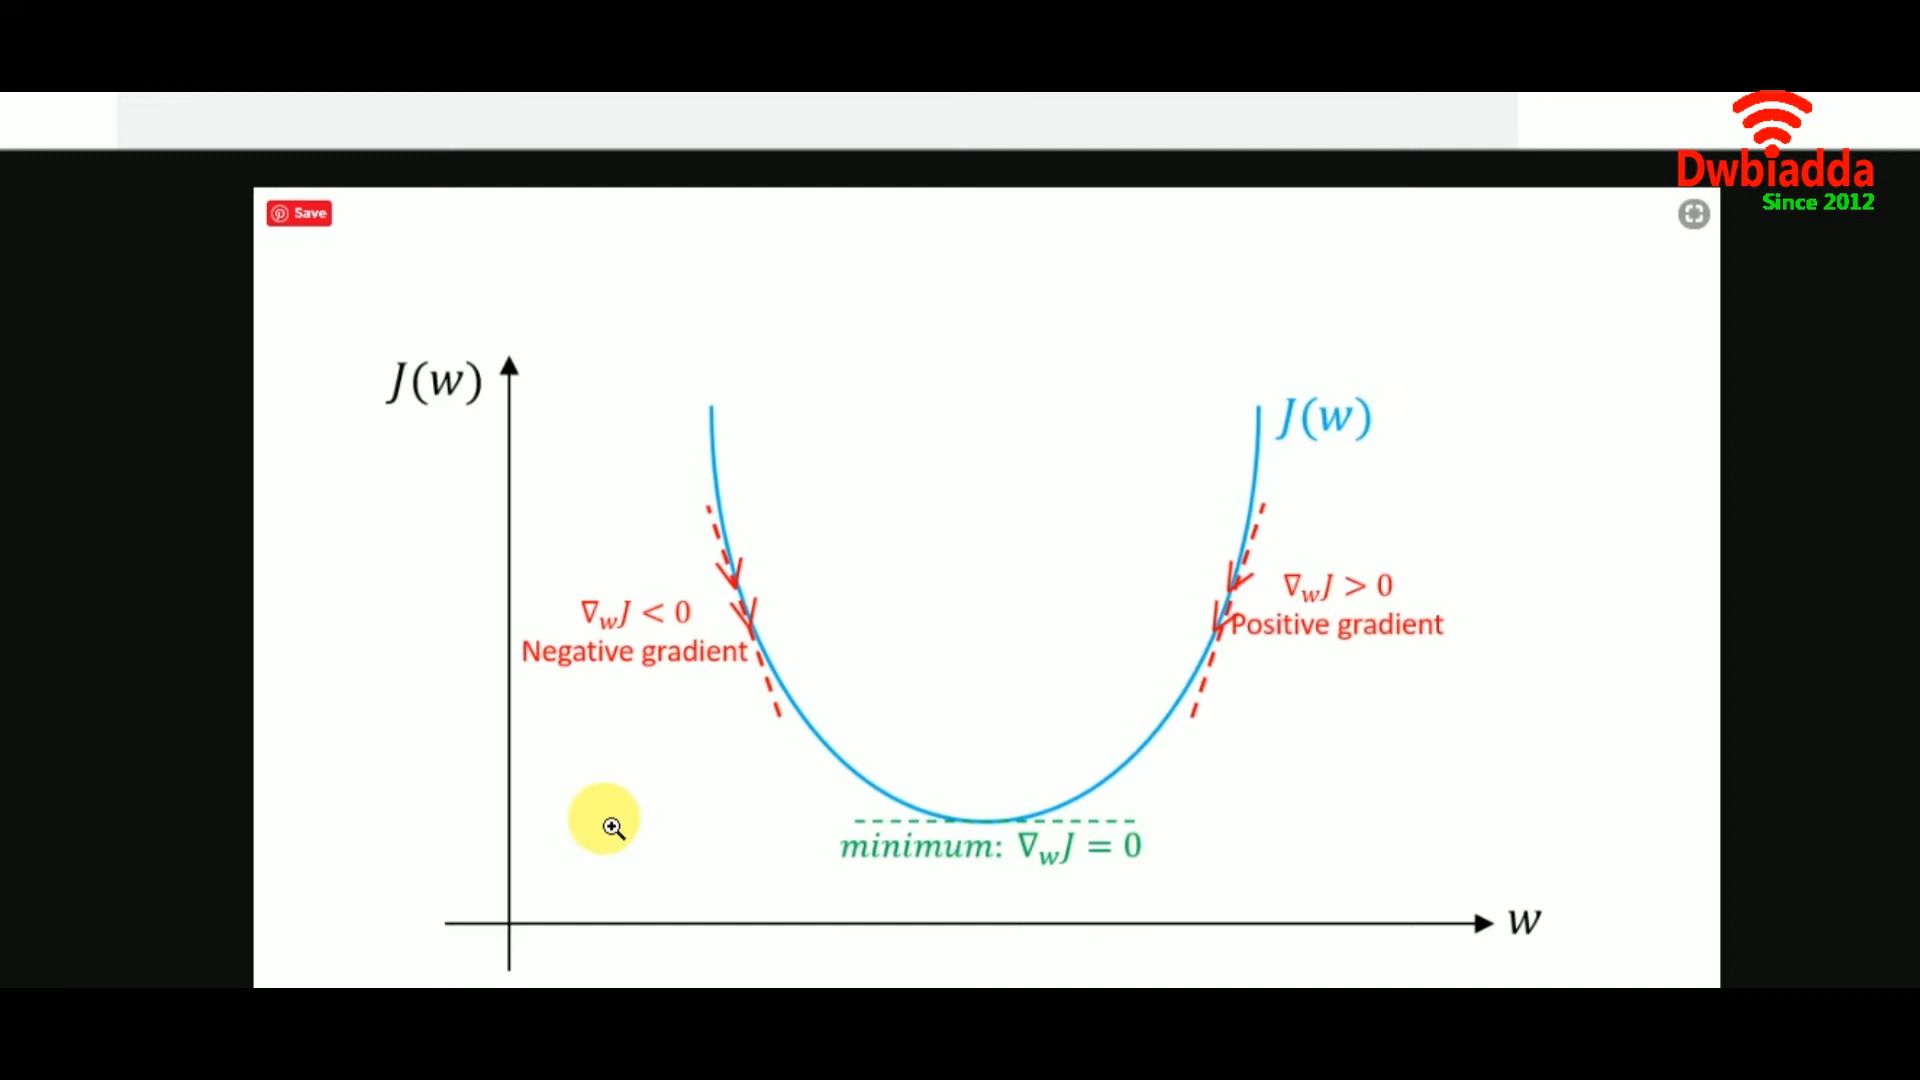 Dwbiadda
Since 2012
Save
J(w)
J(w)
∇wJ > 0
Positive gradient
∇wJ < 0
Negative gradient
minimum: ∇wJ = 0
w